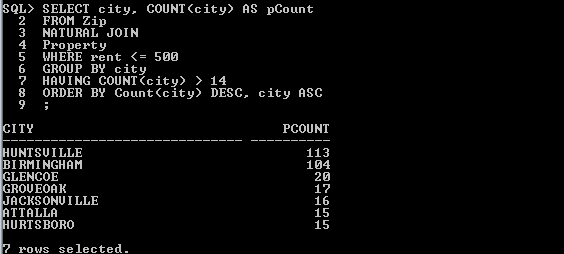 SQL> SELECT city, COUNT(city) AS pCount
2 FROM Zip
3 NATURAL JOIN
4 Property
5 WHERE rent <= 500
6 GROUP BY city
7 HAVING COUNT(city) > 14
8 ORDER BY Count(city) DESC, city ASC
9 ;
CITY PCOUNT
------------------------------ ----------
HUNTSVILLE 113
BIRMINGHAM 104
GLENCOE 20
GROVEOAK 17
JACKSONVILLE 16
ATTALLA 15
HURTSBORO 15
7 rows selected.